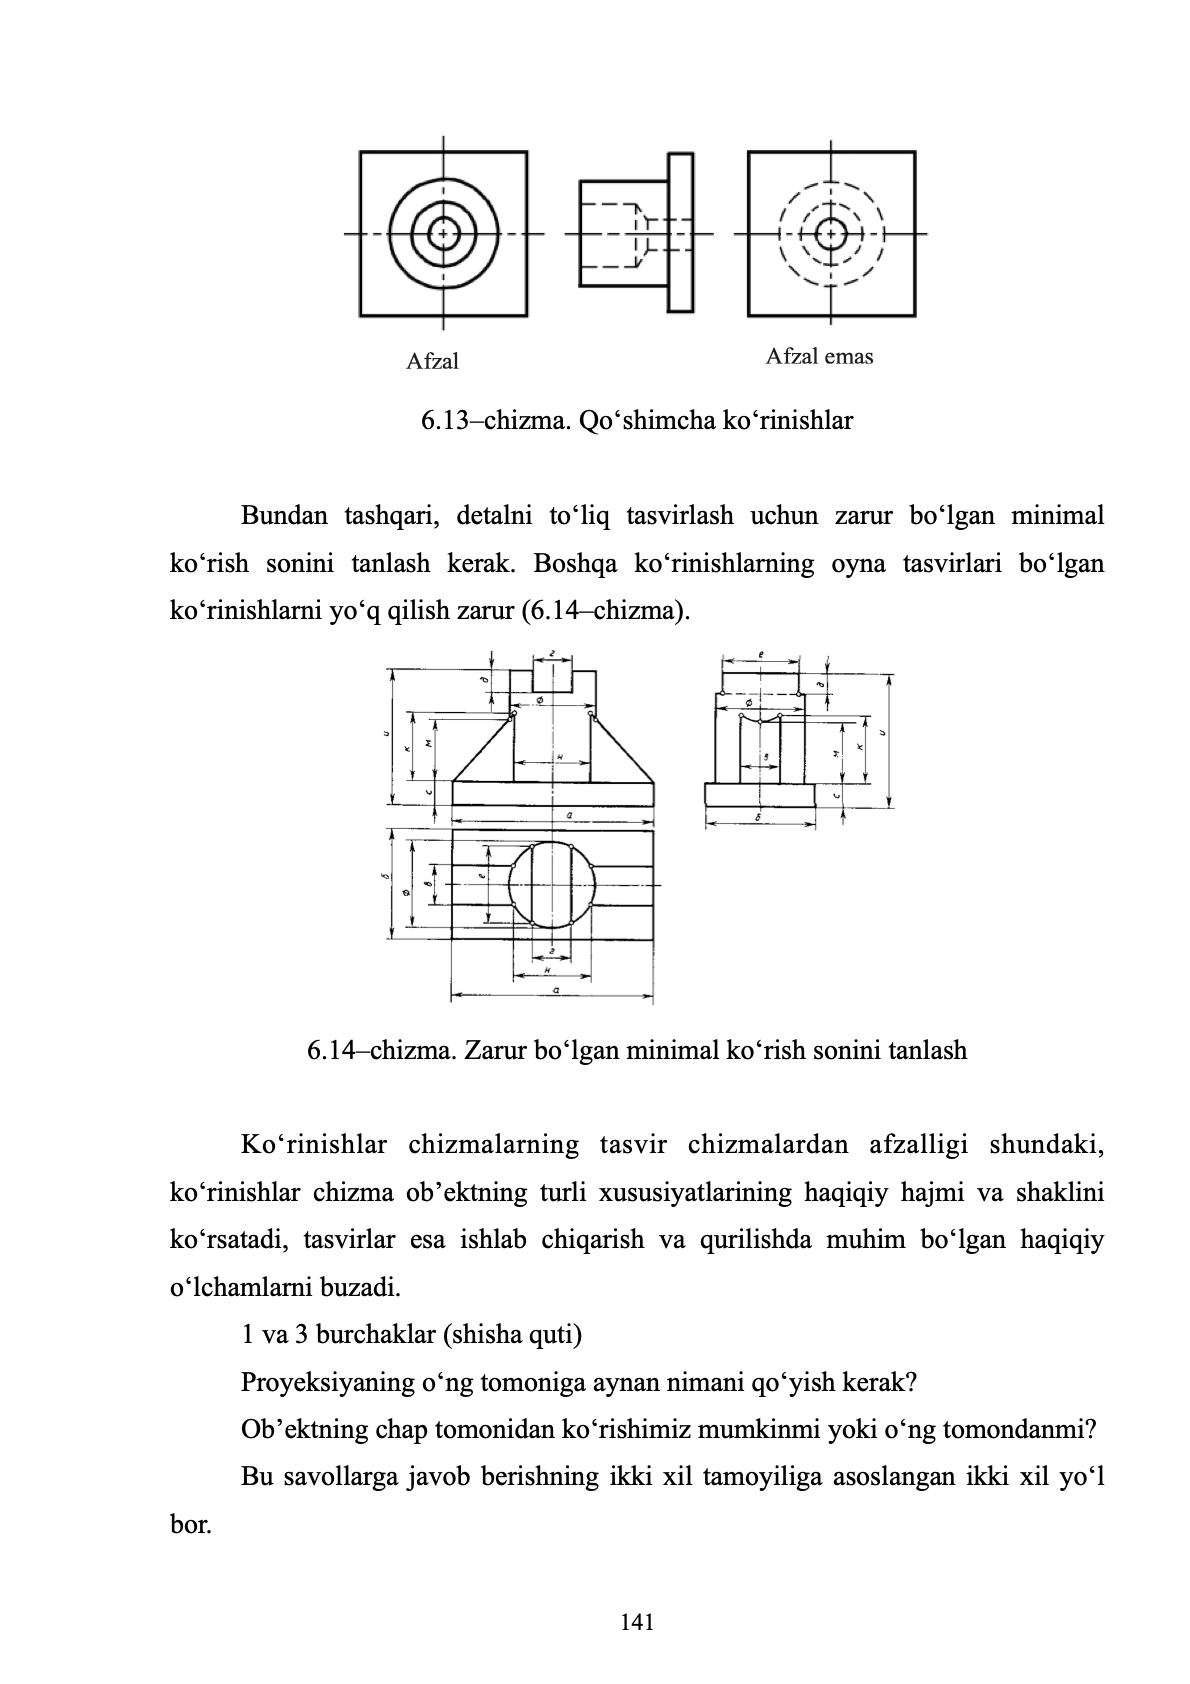 Afzal
Afzal emas
6.13–chizma. Qo‘shimcha ko‘rinishlar
Bundan tashqari, detalni to‘liq tasvirlash uchun zarur bo‘lgan minimal
ko‘rish sonini tanlash kerak. Boshqa ko‘rinishlarning oyna tasvirlari bo‘lgan
ko‘rinishlarni yo‘q qilish zarur (6.14–chizma).
г
д
ф
и
к
м
н
с
а
е
д
ф
и
м
к
с
б
б
ф
в
е
г
н
а
6.14–chizma. Zarur bo‘lgan minimal ko‘rish sonini tanlash
Ko‘rinishlar chizmalarning tasvir chizmalardan afzalligi shundaki,
ko‘rinishlar chizma ob’ektning turli xususiyatlarining haqiqiy hajmi va shaklini
ko‘rsatadi, tasvirlar esa ishlab chiqarish va qurilishda muhim bo‘lgan haqiqiy
o‘lchamlarni buzadi.
1 va 3 burchaklar (shisha quti)
Proyeksiyaning o‘ng tomoniga aynan nimani qo‘yish kerak?
Ob’ektning chap tomonidan ko‘rishimiz mumkinmi yoki o‘ng tomondanmi?
Bu savollarga javob berishning ikki xil tamoyiliga asoslangan ikki xil yo‘l
bor.
141